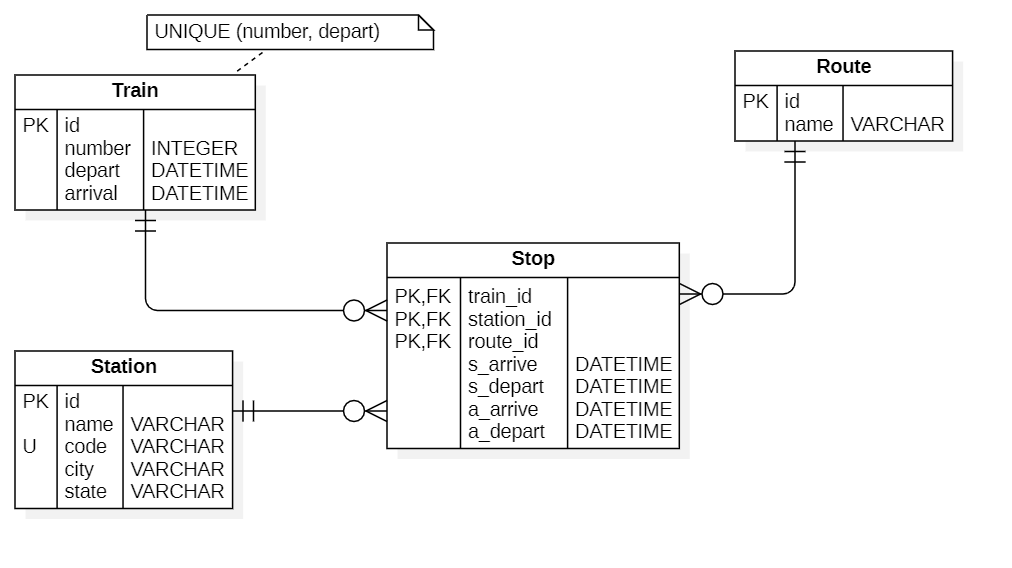 UNIQUE (number, depart)
Train
PK id
number INTEGER
depart DATETIME
arrival DATETIME
Route
PK id
name VARCHAR
Stop
PK,FK train_id
PK,FK station_id
PK,FK route_id
s_arrive DATETIME
s_depart DATETIME
a_arrive DATETIME
a_depart DATETIME
Station
PK id
name VARCHAR
U code VARCHAR
city VARCHAR
state VARCHAR